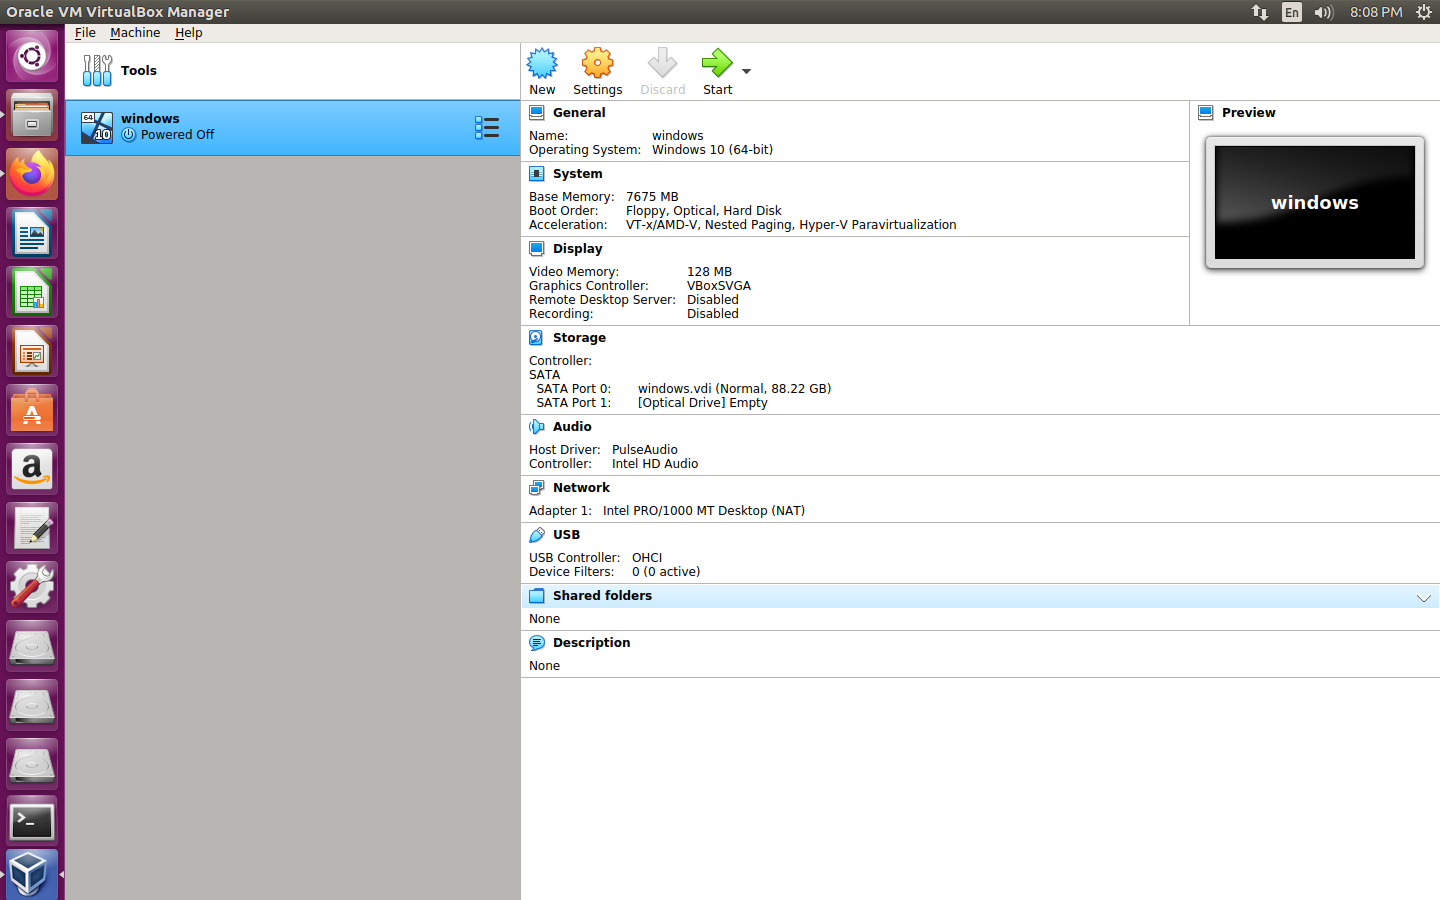 Oracle VM VirtualBox Manager
En
8:08 PM
File Machine Help
Tools
windows
Powered Off
64
10
New Settings Discard Start
General
Name: windows
Operating System: Windows 10 (64-bit)
System
Base Memory: 7675 MB
Boot Order: Floppy, Optical, Hard Disk
Acceleration: VT-x/AMD-V, Nested Paging, Hyper-V Paravirtualization
Display
Video Memory: 128 MB
Graphics Controller: VBoxSVGA
Remote Desktop Server: Disabled
Recording: Disabled
Preview
windows
Storage
Controller:
SATA
SATA Port 0: windows.vdi (Normal, 88.22 GB)
SATA Port 1: [Optical Drive] Empty
Audio
Host Driver: PulseAudio
Controller: Intel HD Audio
Network
Adapter 1: Intel PRO/1000 MT Desktop (NAT)
USB
USB Controller: OHCI
Device Filters: 0 (0 active)
Shared folders
None
Description
None